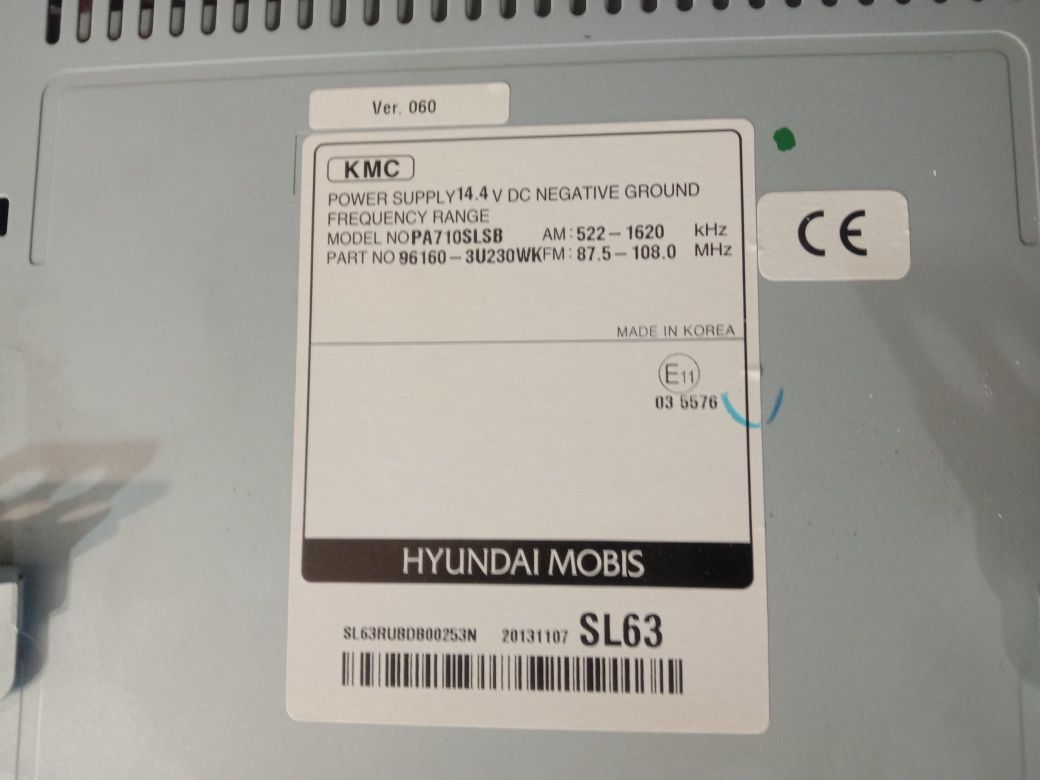 Ver. 060
KMC
POWER SUPPLY 14.4 V DC NEGATIVE GROUND
FREQUENCY RANGE
MODEL NO PA710SLSB AM : 522 – 1620 kHz
PART NO 96160 – 3U230WK FM : 87.5 – 108.0 MHz
CE
MADE IN KOREA
E11
03 5576
HYUNDAI MOBIS
SL63RUBDB00253N 20131107 SL63